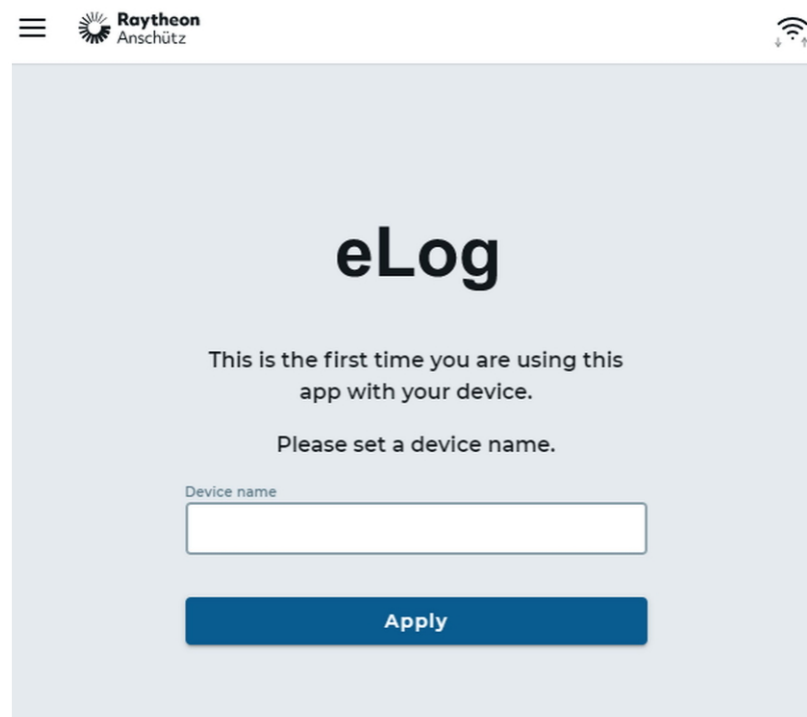 Raytheon
Anschütz
eLog
This is the first time you are using this
app with your device.
Please set a device name.
Device name
Apply